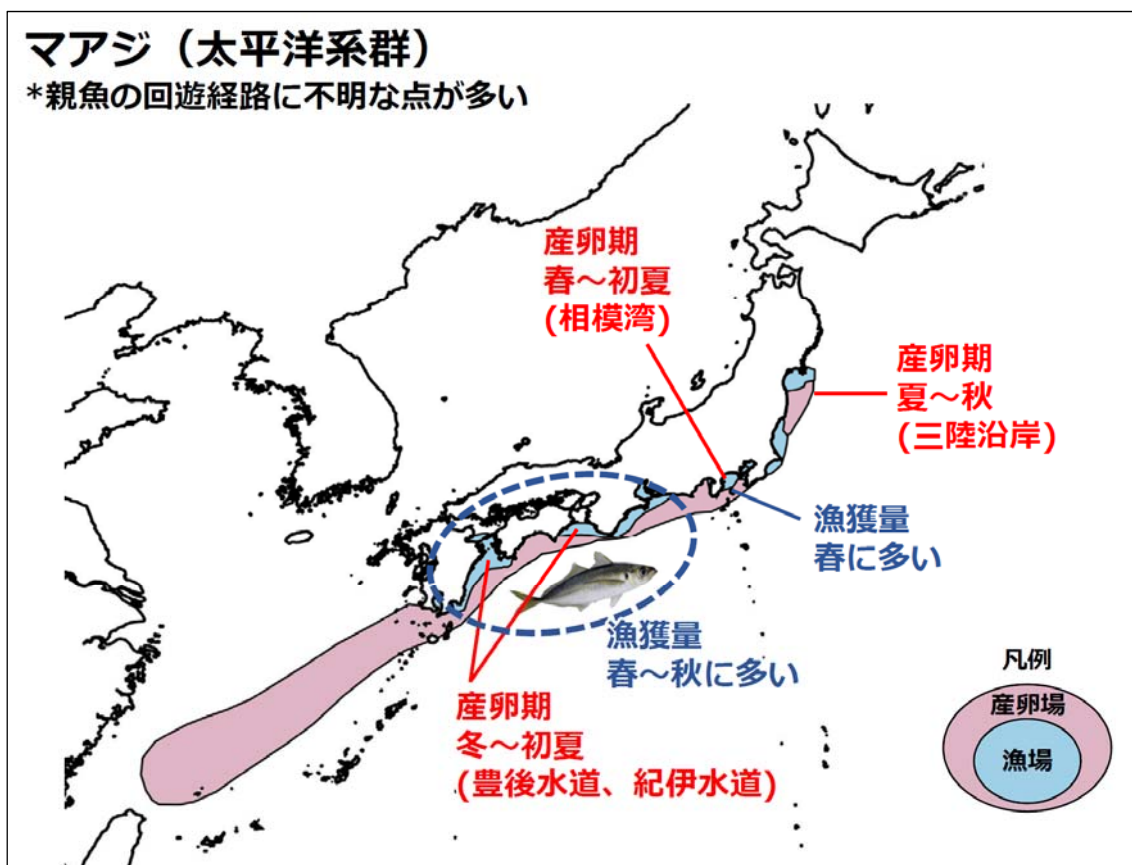 マアジ（太平洋系群）
*親魚の回遊経路に不明な点が多い
産卵期
春～初夏
(相模湾)
産卵期
夏～秋
(三陸沿岸)
漁獲量
春に多い
漁獲量
春～秋に多い
産卵期
冬～初夏
(豊後水道、紀伊水道)
凡例
産卵場
漁場